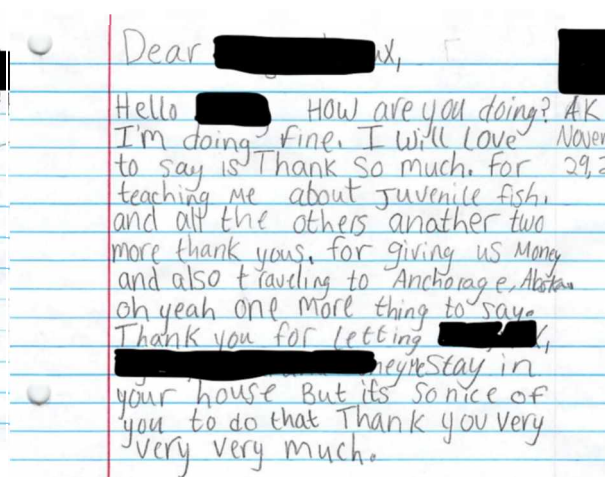 Dear
Hello How are you doing? AK
I'm doing fine. I will love
to say is Thank so much. for 29, 2
teaching me about Juvenile fish.
and all the others anather two
more thank yous. for giving us Money
and also traveling to Anchorage,
oh yeah one more thing to say.
Thank you for letting
Stay in
your house But its so nice of
you to do that Thank you very
very very much.